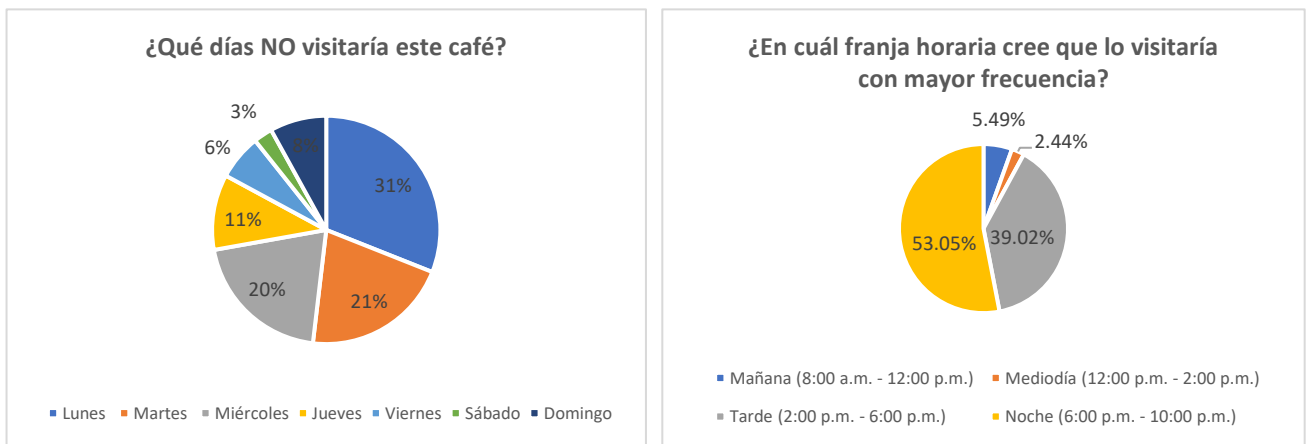 ¿Qué días NO visitaría este café?
3%
6%
8%
31%
11%
20%
21%
Lunes Martes Miércoles Jueves Viernes Sábado Domingo
¿En cuál franja horaria cree que lo visitaría
con mayor frecuencia?
5.49%
2.44%
53.05%
39.02%
Mañana (8:00 a.m. - 12:00 p.m.) Mediodía (12:00 p.m. - 2:00 p.m.)
Tarde (2:00 p.m. - 6:00 p.m.) Noche (6:00 p.m. - 10:00 p.m.)